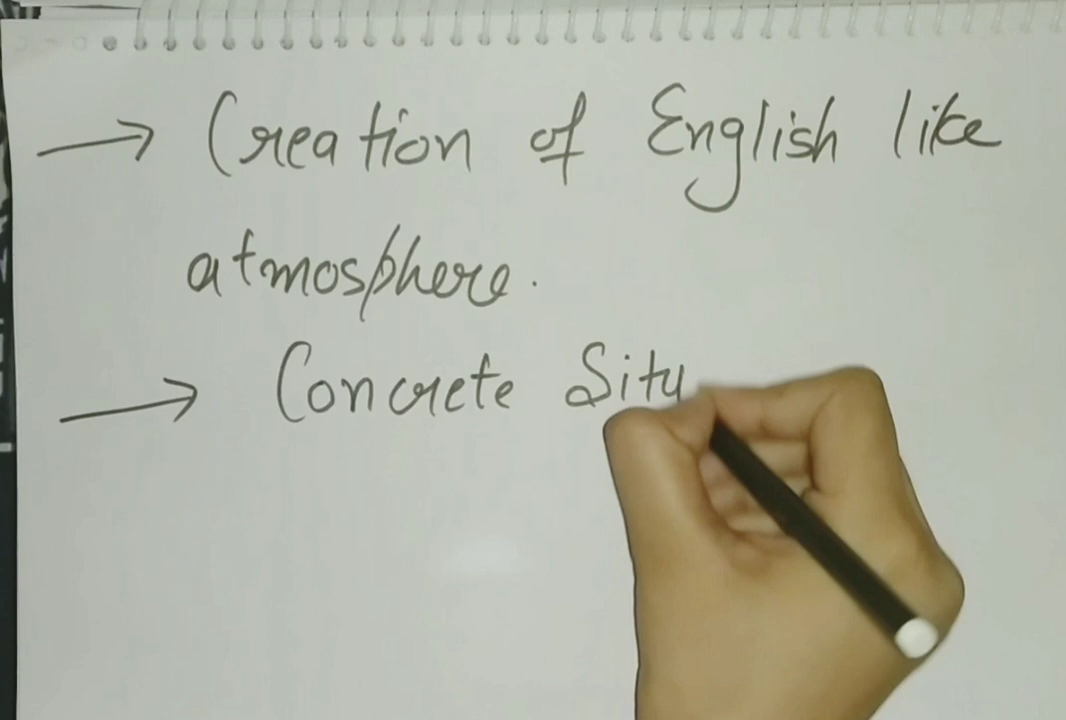 → Creation of English like
atmosphere.
→ Concrete Situ